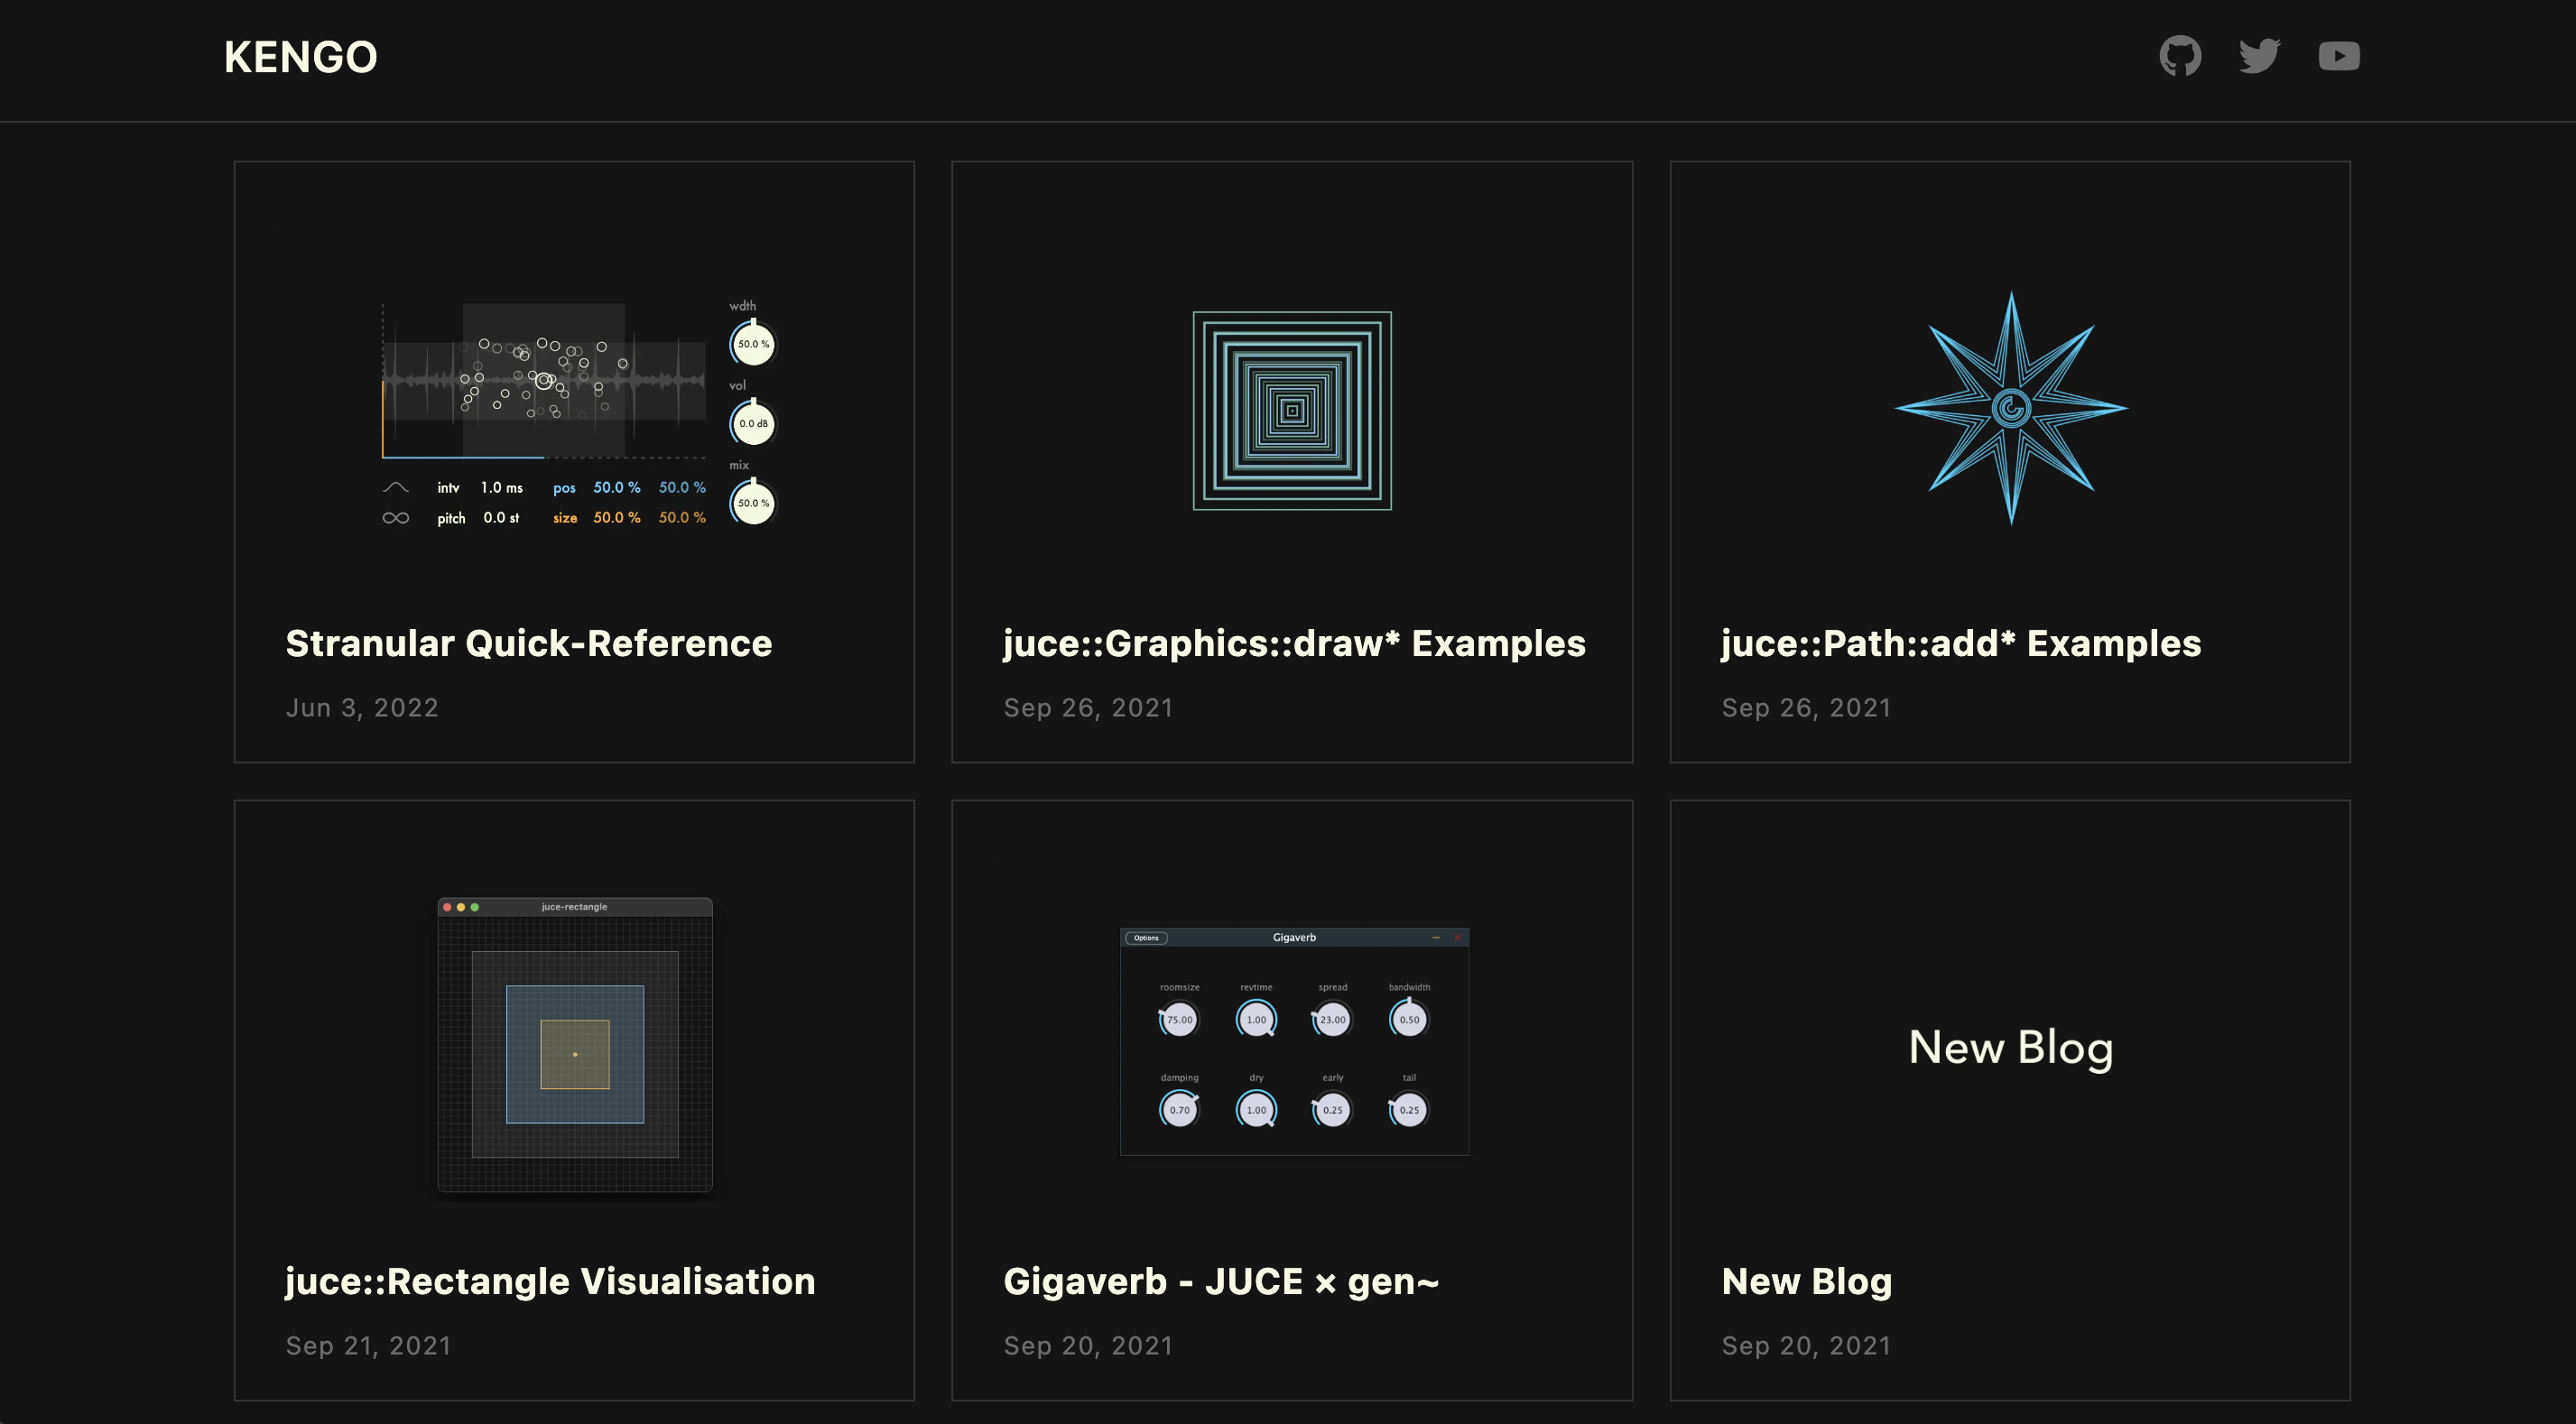 KENGO
wdth
50.0 %
vol
0.0 dB
mix
50.0 %
intv 1.0 ms pos 50.0 % 50.0 %
pitch 0.0 st size 50.0 % 50.0 %
Stranular Quick-Reference
Jun 3, 2022
juce::Graphics::draw* Examples
Sep 26, 2021
juce::Path::add* Examples
Sep 26, 2021
juce-rectangle
juce::Rectangle Visualisation
Sep 21, 2021
Options Gigaverb
roomsize revtime spread bandwidth
75.00 1.00 23.00 0.50
damping dry early tail
0.70 1.00 0.25 0.25
Gigaverb - JUCE × gen~
Sep 20, 2021
New Blog
New Blog
Sep 20, 2021